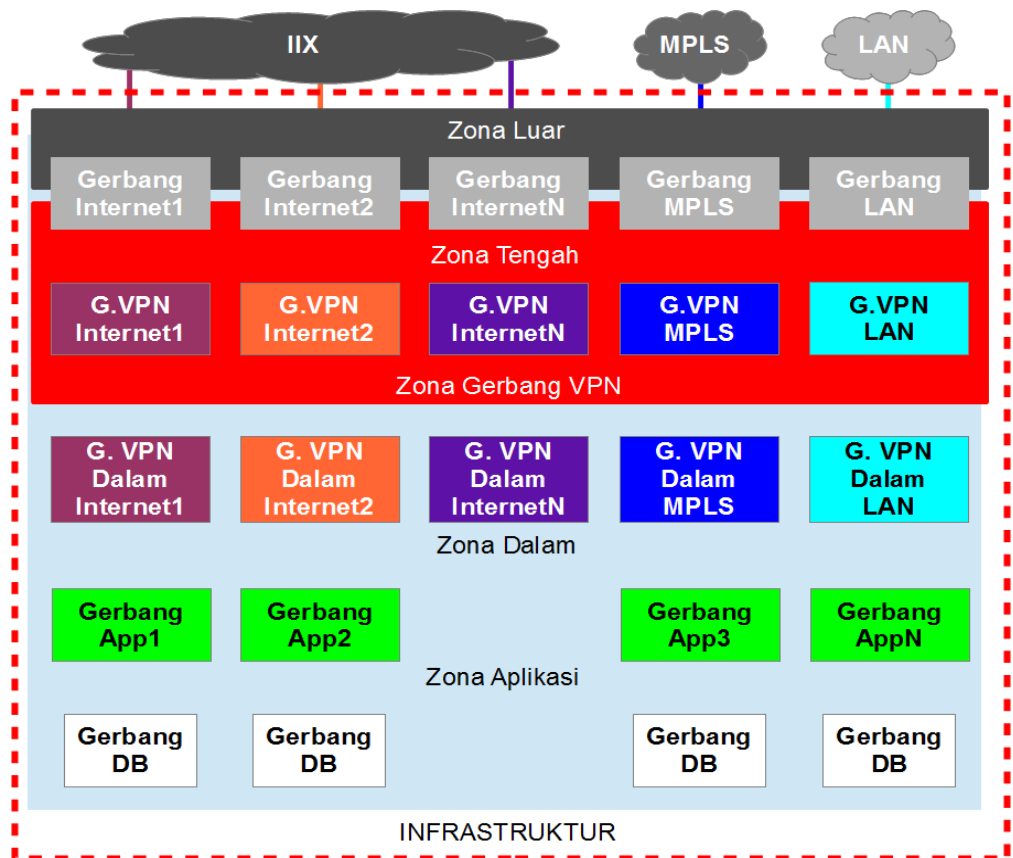 IIX
MPLS
LAN
Zona Luar
Gerbang
Internet1
Gerbang
Internet2
Gerbang
InternetN
Gerbang
MPLS
Gerbang
LAN
Zona Tengah
G.VPN
Internet1
G.VPN
Internet2
G.VPN
InternetN
G.VPN
MPLS
G.VPN
LAN
Zona Gerbang VPN
G. VPN
Dalam
Internet1
G. VPN
Dalam
Internet2
G. VPN
Dalam
InternetN
G. VPN
Dalam
MPLS
G. VPN
Dalam
LAN
Zona Dalam
Gerbang
App1
Gerbang
App2
Gerbang
App3
Gerbang
AppN
Zona Aplikasi
Gerbang
DB
Gerbang
DB
Gerbang
DB
Gerbang
DB
INFRASTRUKTUR